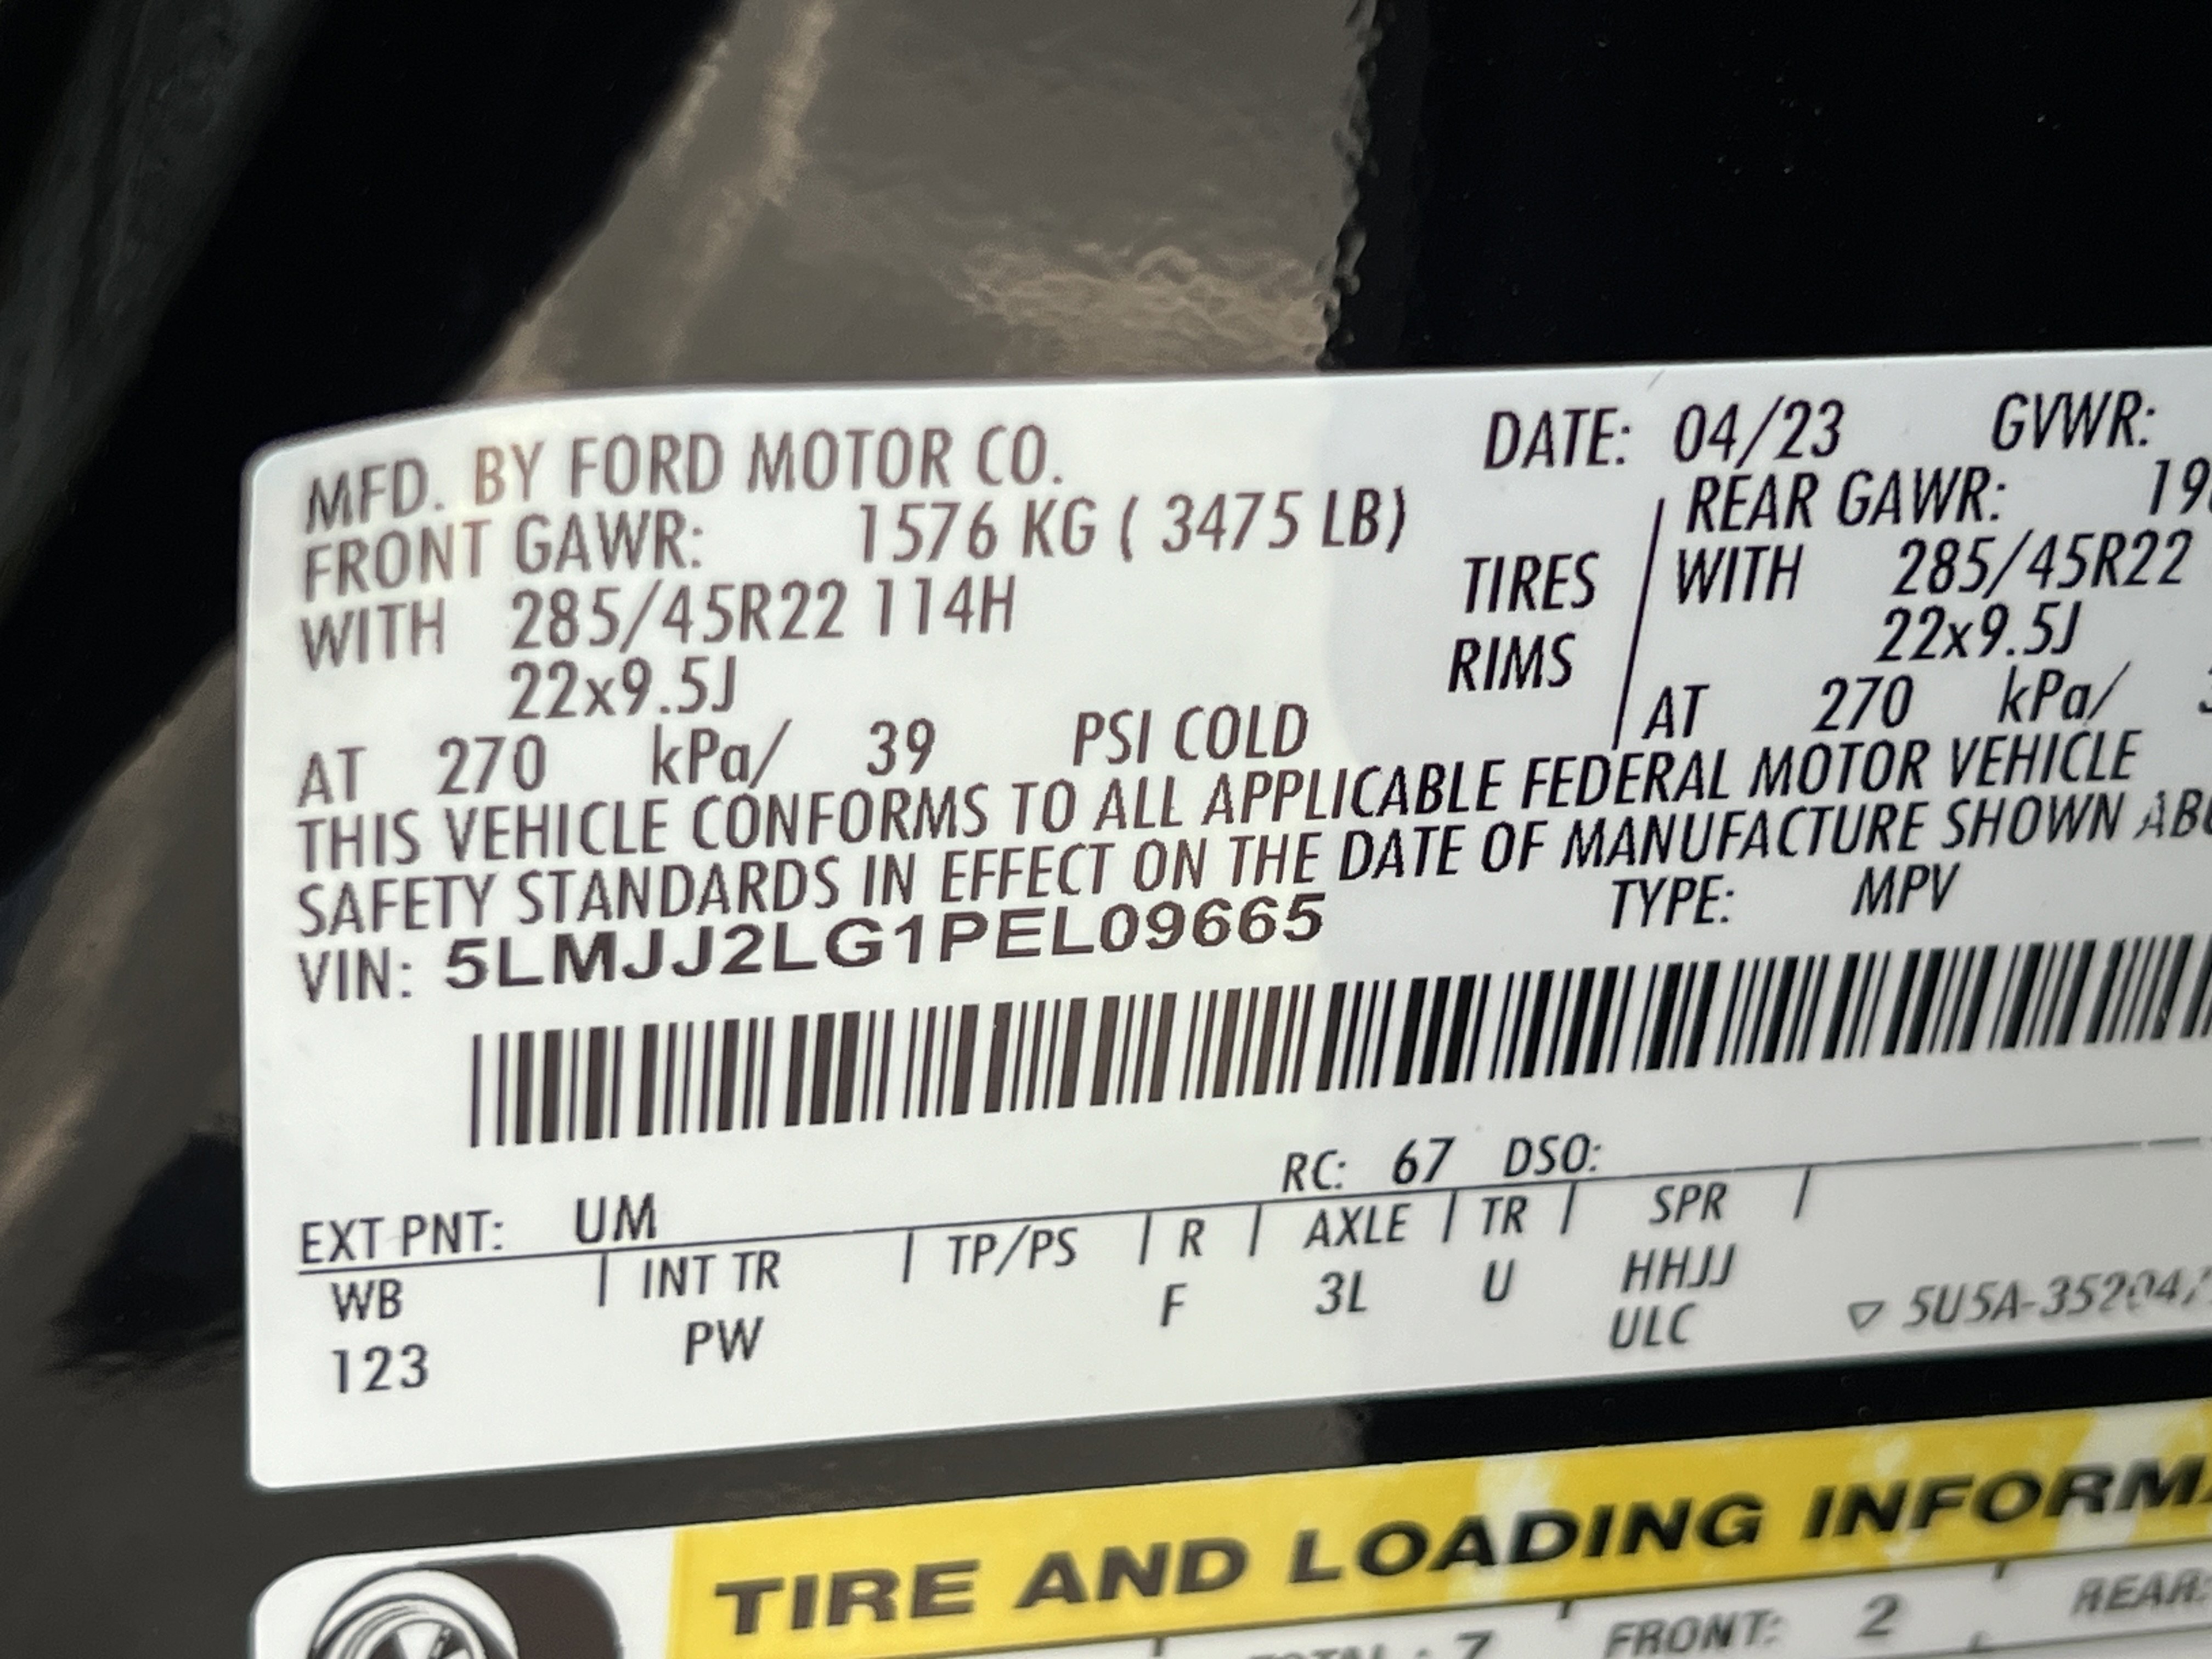 MFD. BY FORD MOTOR CO. DATE: 04/23 GVWR:
FRONT GAWR: 1576 KG ( 3475 LB) REAR GAWR:
WITH 285/45R22 114H TIRES WITH 285/45R22
22x9.5J RIMS 22x9.5J
AT 270 kPa/ 39 PSI COLD AT 270 kPa/
THIS VEHICLE CONFORMS TO ALL APPLICABLE FEDERAL MOTOR VEHICLE
SAFETY STANDARDS IN EFFECT ON THE DATE OF MANUFACTURE SHOWN
VIN: 5LMJJ2LG1PEL09665 TYPE: MPV
RC: 67 DSO:
EXT PNT: UM
WB | INT TR | TP/PS | R | AXLE | TR | SPR |
123 PW F 3L U HHJJ
ULC
TIRE AND LOADING
FRONT: 2 REAR: